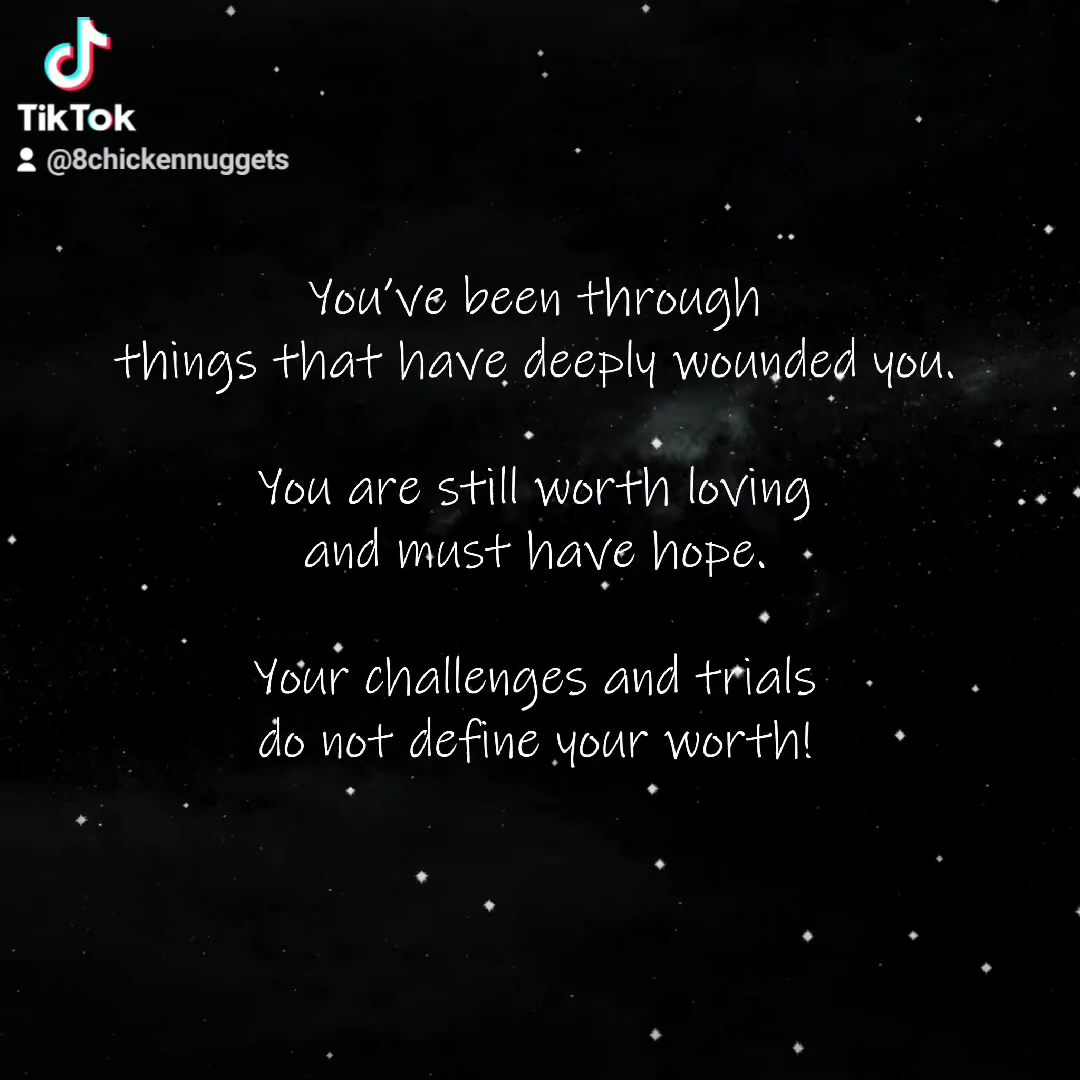 TikTok
@8chickennuggets
You've been through
things that have deeply wounded you.
You are still worth loving
and must have hope.
Your challenges and trials
do not define your worth!